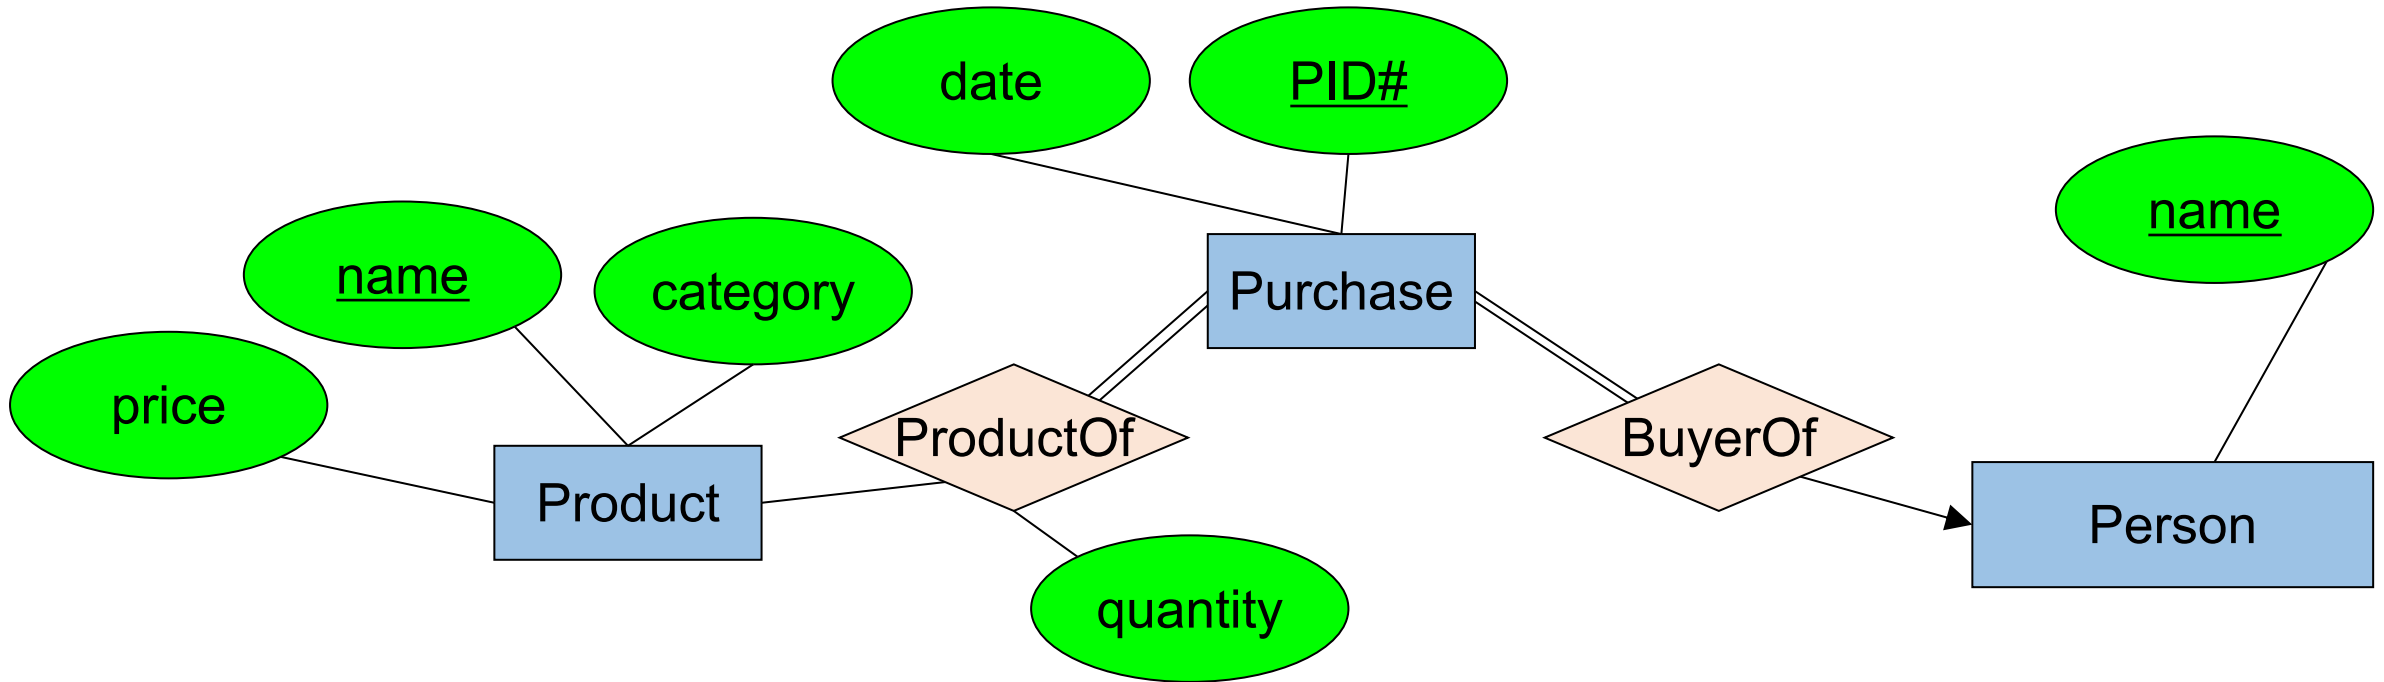 date
PID#
name
name
category
Purchase
price
ProductOf
BuyerOf
Product
Person
quantity